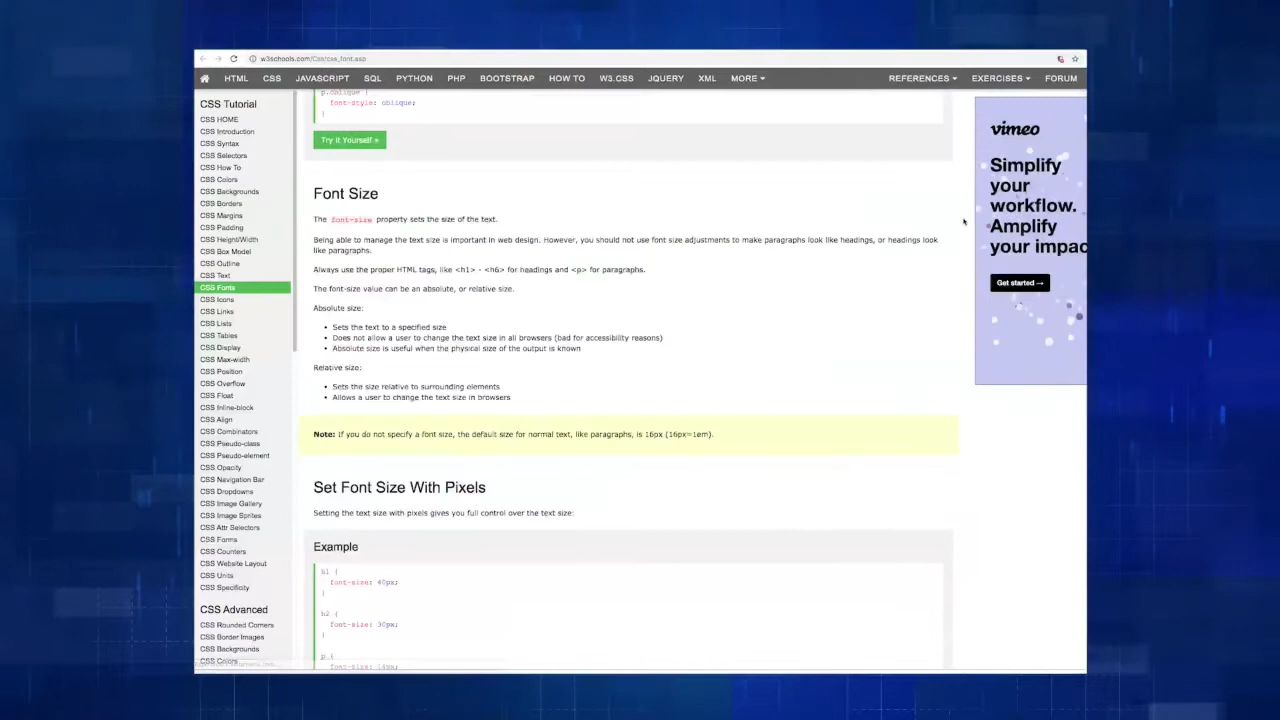 w3schools.com/Css/css_font.asp
HTML CSS JAVASCRIPT SQL PYTHON PHP BOOTSTRAP HOW TO W3.CSS JQUERY XML MORE REFERENCES EXERCISES FORUM
CSS Tutorial
CSS HOME
CSS Introduction
CSS Syntax
CSS Selectors
CSS How To
CSS Colors
CSS Backgrounds
CSS Borders
CSS Margins
CSS Padding
CSS Height/Width
CSS Box Model
CSS Outline
CSS Text
CSS Fonts
CSS Icons
CSS Links
CSS Lists
CSS Tables
CSS Display
CSS Max-width
CSS Position
CSS Overflow
CSS Float
CSS Inline-block
CSS Align
CSS Combinators
CSS Pseudo-class
CSS Pseudo-element
CSS Opacity
CSS Navigation Bar
CSS Dropdowns
CSS Image Gallery
CSS Image Sprites
CSS Attr Selectors
CSS Forms
CSS Counters
CSS Website Layout
CSS Units
CSS Specificity
CSS Advanced
CSS Rounded Corners
CSS Border Images
CSS Backgrounds
CSS Colors
p.oblique {
font-style: oblique;
}
Try it Yourself »
Font Size
The font-size property sets the size of the text.
Being able to manage the text size is important in web design. However, you should not use font size adjustments to make paragraphs look like headings, or headings
look like paragraphs.
Always use the proper HTML tags, like <h1> - <h6> for headings and <p> for paragraphs.
The font-size value can be an absolute, or relative size.
Absolute size:
• Sets the text to a specified size
• Does not allow a user to change the text size in all browsers (bad for accessibility reasons)
• Absolute size is useful when the physical size of the output is known
Relative size:
• Sets the size relative to surrounding elements
• Allows a user to change the text size in browsers
Note: If you do not specify a font size, the default size for normal text, like paragraphs, is 16px (16px=1em).
Set Font Size With Pixels
Setting the text size with pixels gives you full control over the text size:
Example
h1 {
font-size: 40px;
}
h2 {
font-size: 30px;
}
p {
font-size: 14px;
vimeo
Simplify
your
workflow.
Amplify
your impac
Get started →